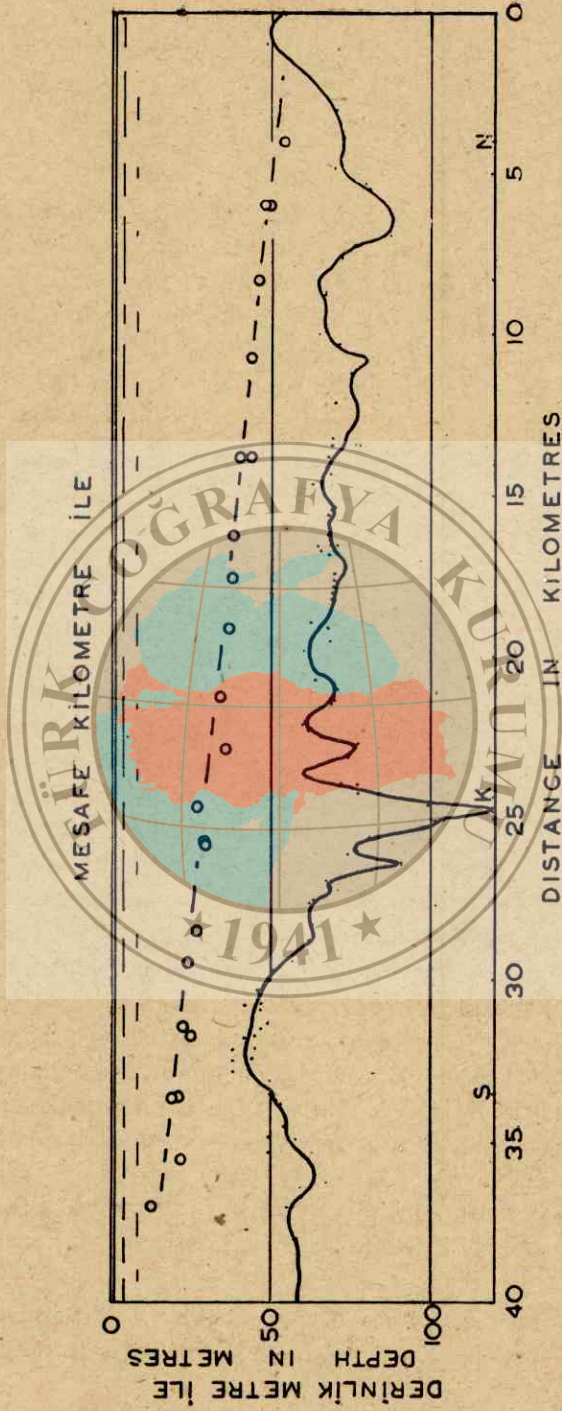 MESAFE KİLOMETRE İLE
0
50
100
DERİNLİK METRE İLE
DEPTH IN METRES
S
K
N
40
35
30
25
20
15
10
5
0
DISTANCE IN KILOMETRES
TÜRK COĞRAFYA KURUMU
★ 1941 ★